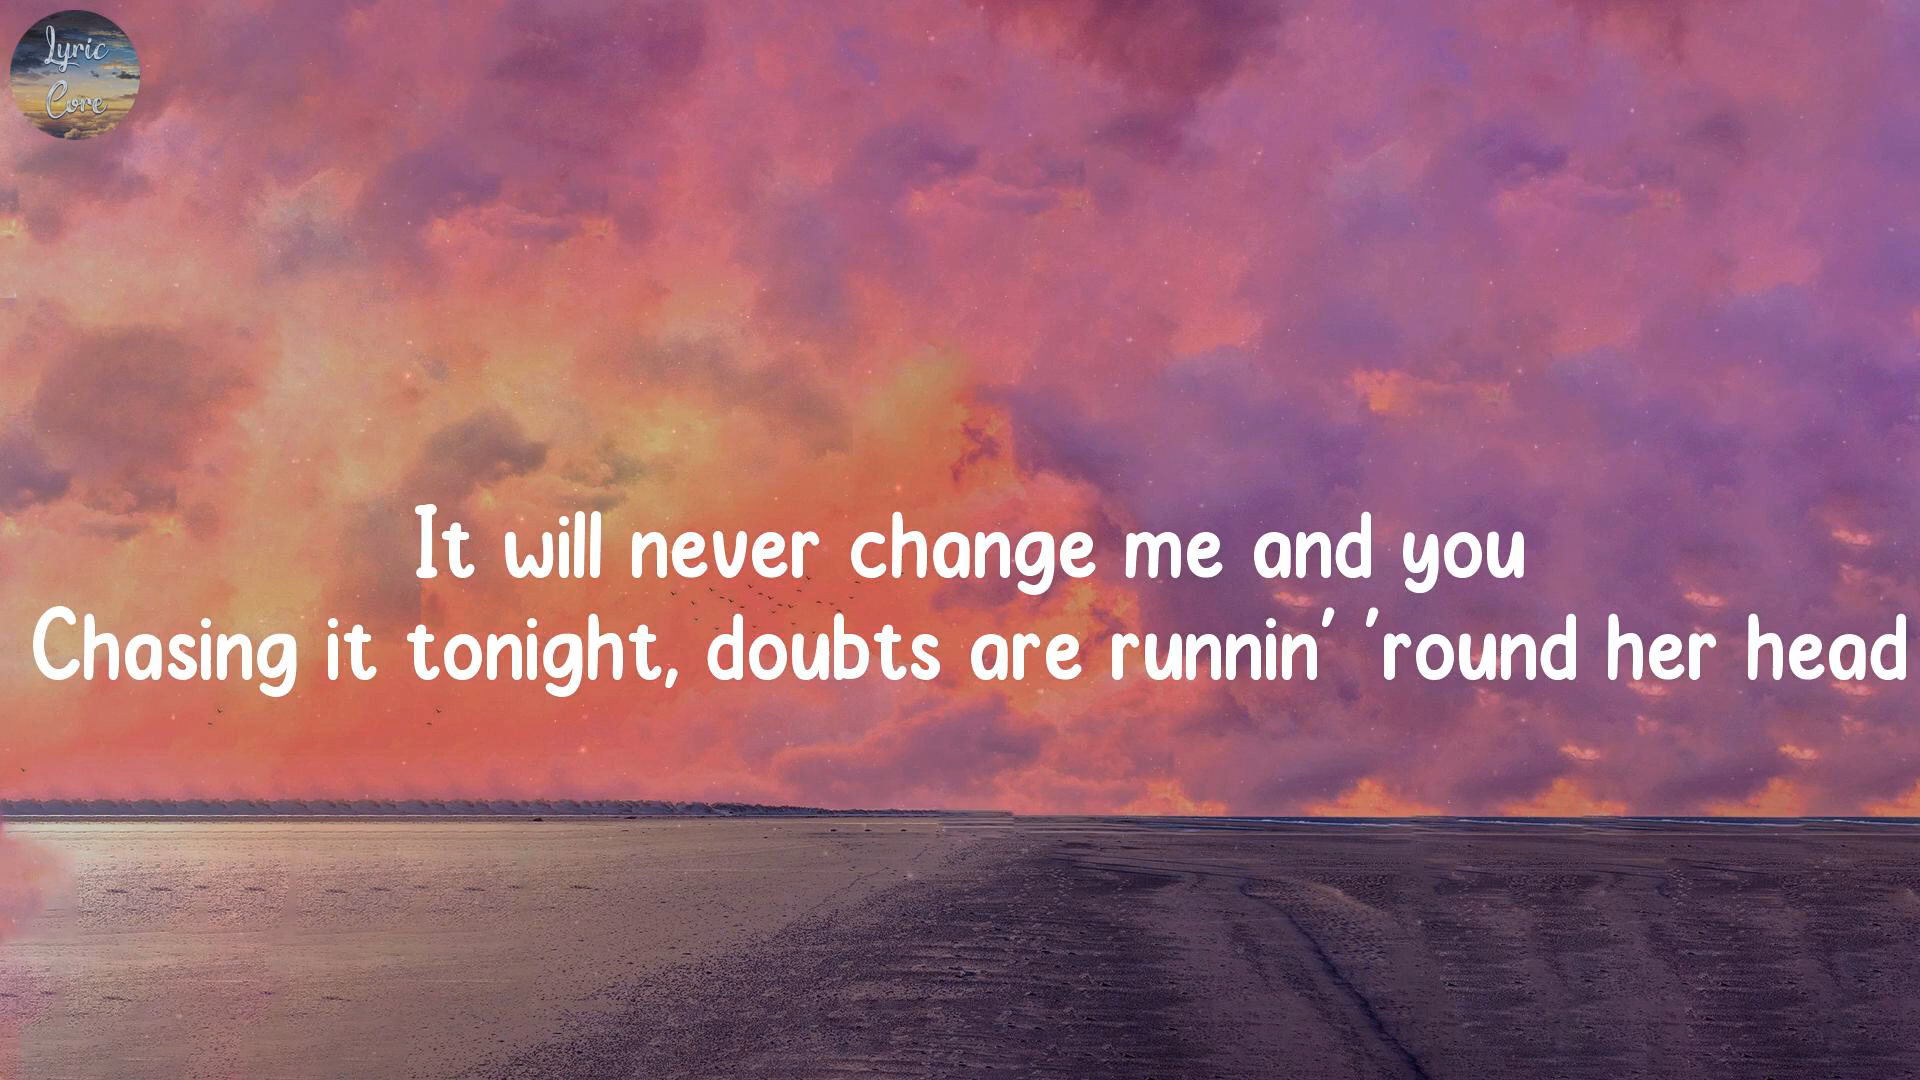 Lyric
Core
It will never change me and you
Chasing it tonight, doubts are runnin' 'round her head